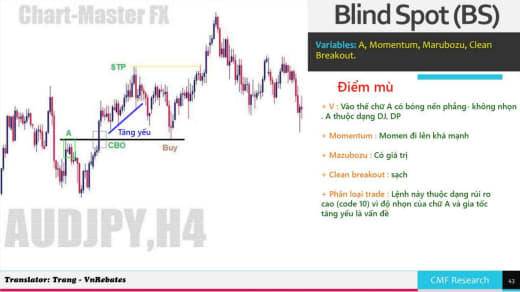 Chart-Master FX
Blind Spot (BS)
Variables: A, Momentum, Marubozu, Clean
Breakout.
STP
A
CBO
Tăng yếu
Buy
AUDJPY,H4
Điểm mù
+ V : Vào thế chữ A có bóng nến phẳng- không nhọn
. A thuộc dạng DJ, DP
+ Momentum : Momen đi lên khá mạnh
+ Mazubozu : Có giá trị
+ Clean breakout : sạch
+ Phân loại trade : Lệnh này thuộc dạng rủi ro
cao (code 10) vì độ nhọn của chữ A và gia tốc
tăng yếu là vấn đề
Translator: Trang - VnRebates
CMF Research
43